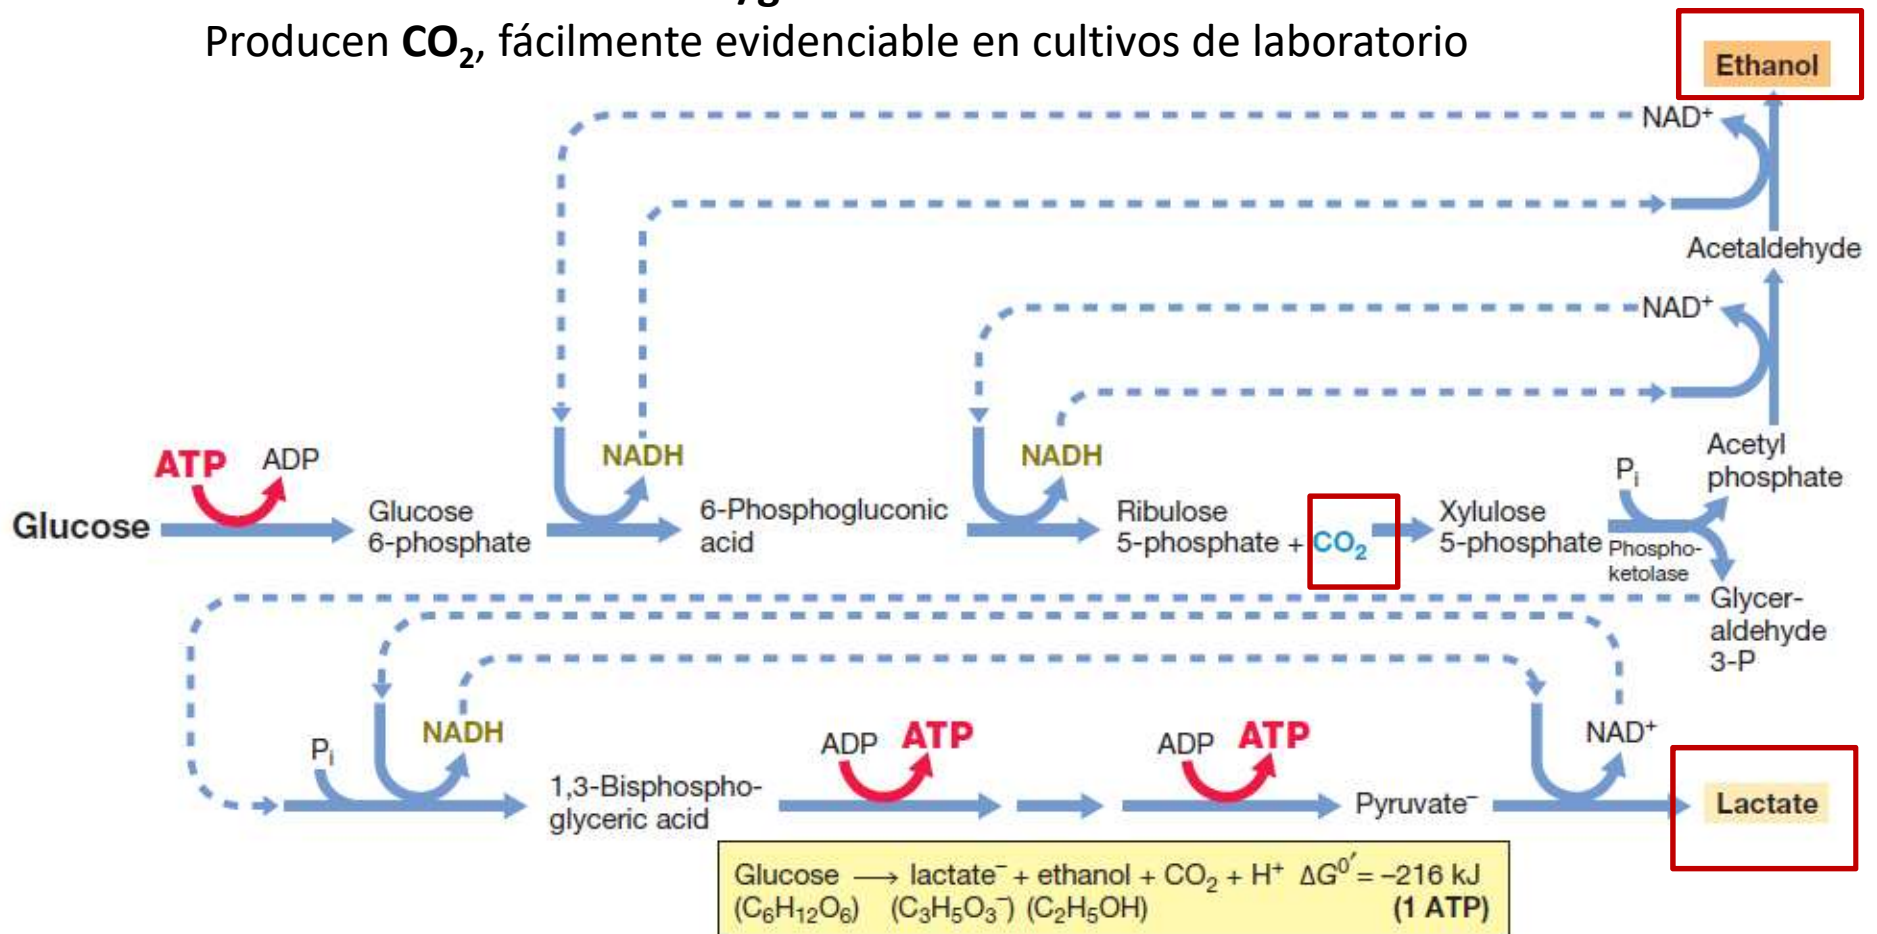 Producen CO₂, fácilmente evidenciable en cultivos de laboratorio
Ethanol
NAD⁺
Acetaldehyde
NAD⁺
Acetyl
phosphate
ATP ADP
NADH
NADH
Pᵢ
Glucose
Glucose
6-phosphate
6-Phosphogluconic
acid
Ribulose
5-phosphate + CO₂
Xylulose
5-phosphate
Phospho-
ketolase
Glycer-
aldehyde
3-P
Pᵢ
NADH
ADP ATP
ADP ATP
NAD⁺
1,3-Bisphospho-
glyceric acid
Pyruvate⁻
Lactate
Glucose ⟶ lactate⁻ + ethanol + CO₂ + H⁺ ΔG⁰′ = –216 kJ
(C₆H₁₂O₆) (C₃H₅O₃⁻) (C₂H₅OH) (1 ATP)